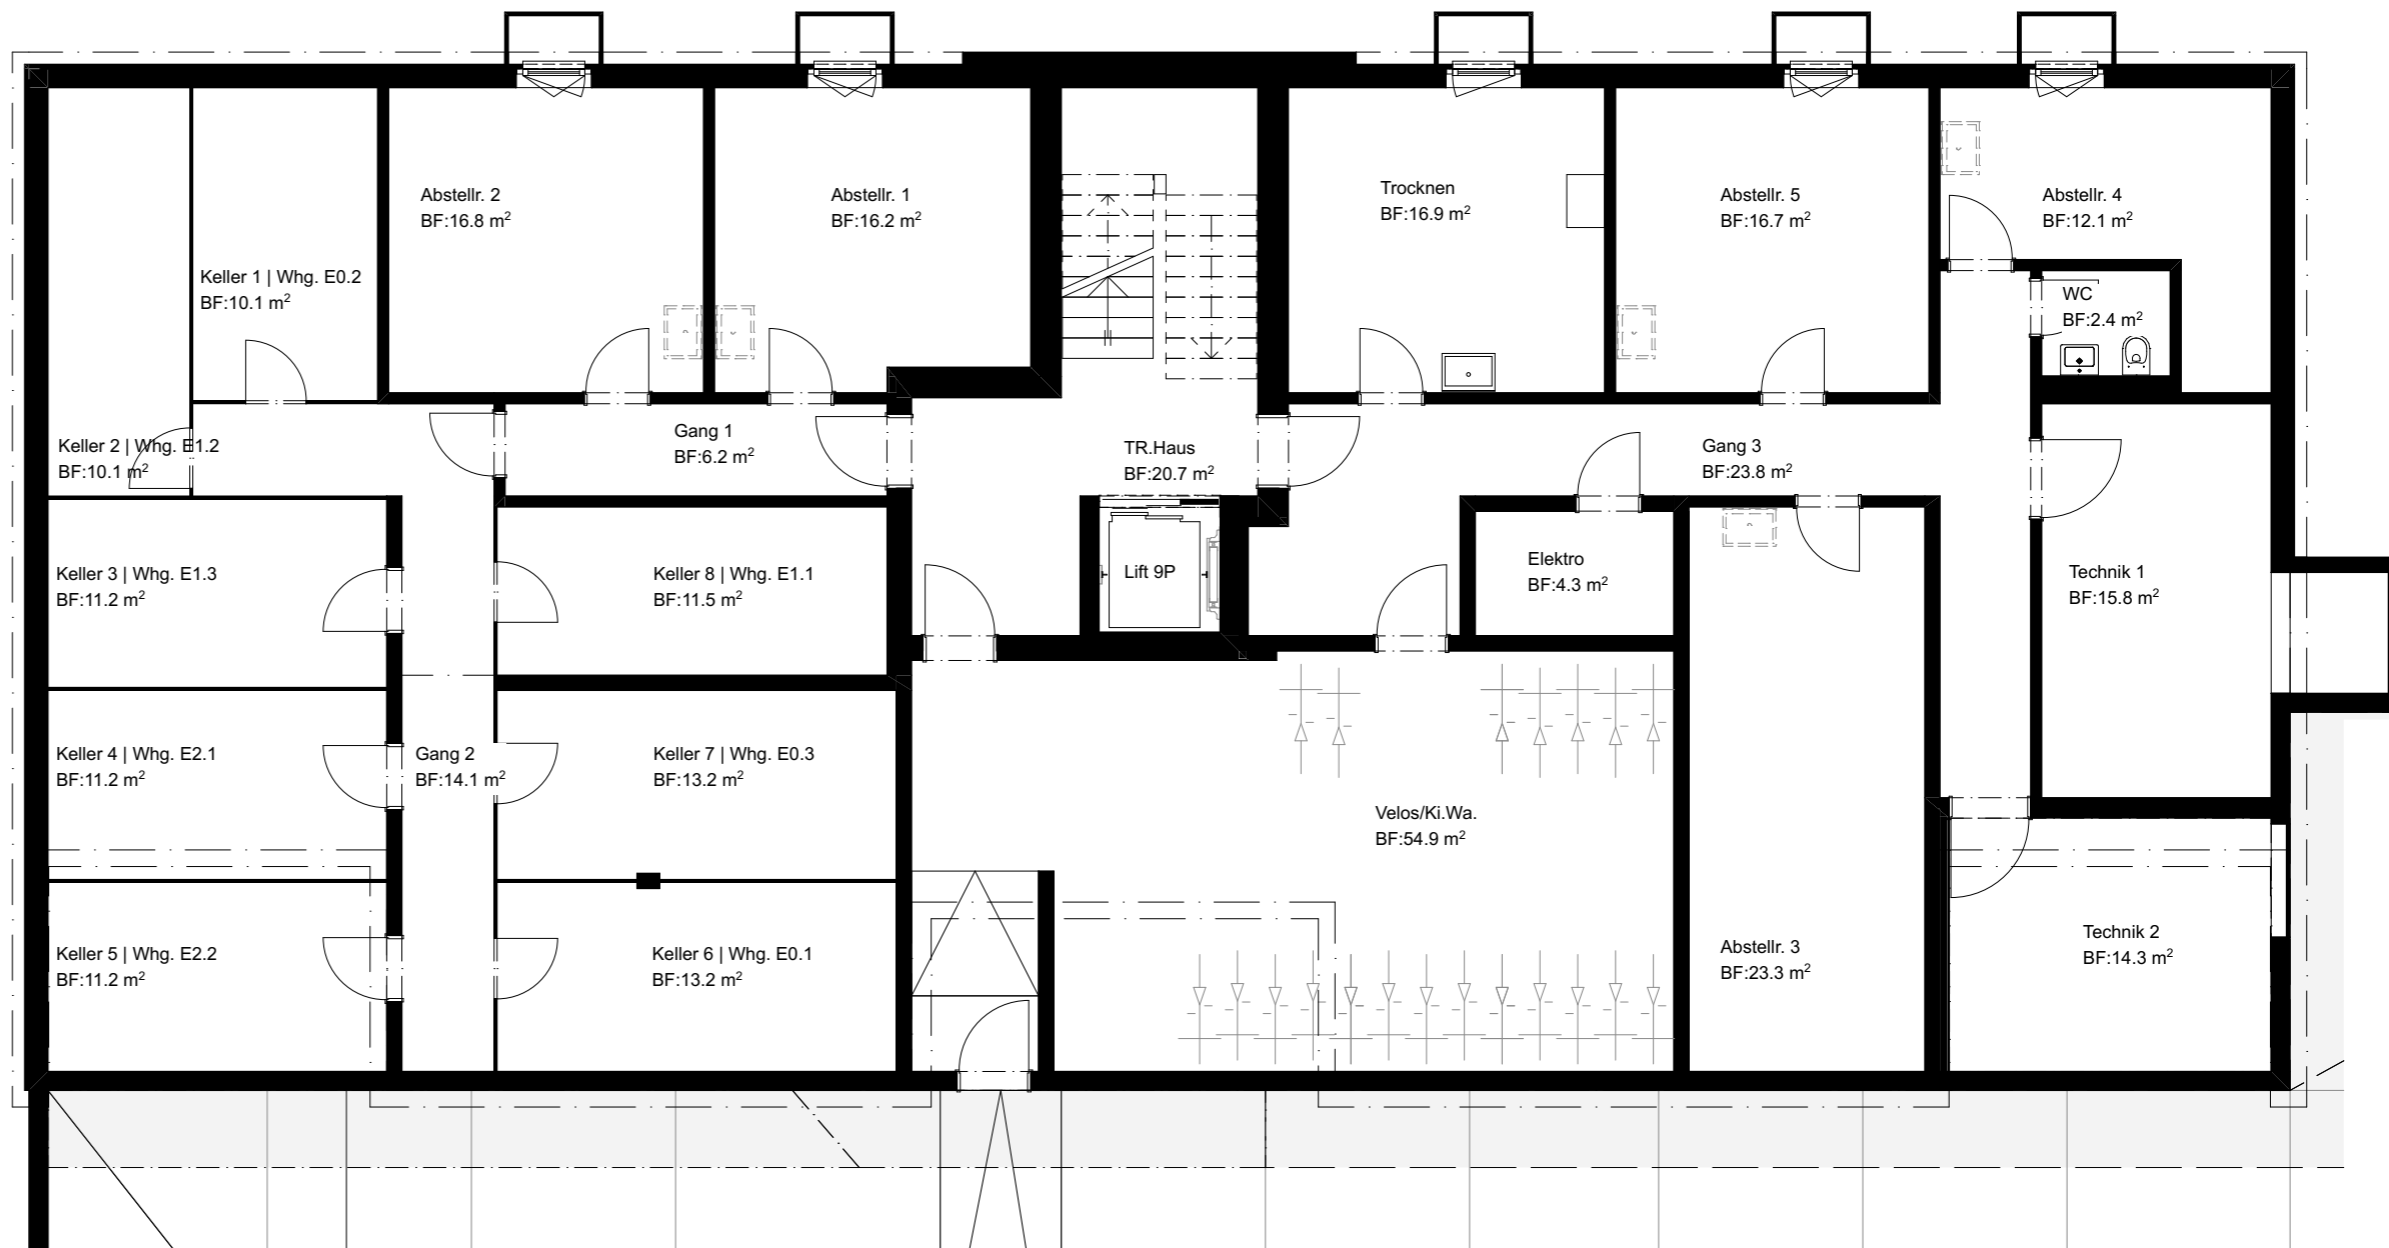 Abstellr. 2
BF:16.8 m²
Abstellr. 1
BF:16.2 m²
Trocknen
BF:16.9 m²
Abstellr. 5
BF:16.7 m²
Abstellr. 4
BF:12.1 m²
Keller 1 | Whg. E0.2
BF:10.1 m²
WC
BF:2.4 m²
Keller 2 | Whg. E1.2
BF:10.1 m²
Gang 1
BF:6.2 m²
TR.Haus
BF:20.7 m²
Gang 3
BF:23.8 m²
Keller 3 | Whg. E1.3
BF:11.2 m²
Keller 8 | Whg. E1.1
BF:11.5 m²
Lift 9P
Elektro
BF:4.3 m²
Technik 1
BF:15.8 m²
Keller 4 | Whg. E2.1
BF:11.2 m²
Gang 2
BF:14.1 m²
Keller 7 | Whg. E0.3
BF:13.2 m²
Velos/Ki.Wa.
BF:54.9 m²
Keller 5 | Whg. E2.2
BF:11.2 m²
Keller 6 | Whg. E0.1
BF:13.2 m²
Abstellr. 3
BF:23.3 m²
Technik 2
BF:14.3 m²